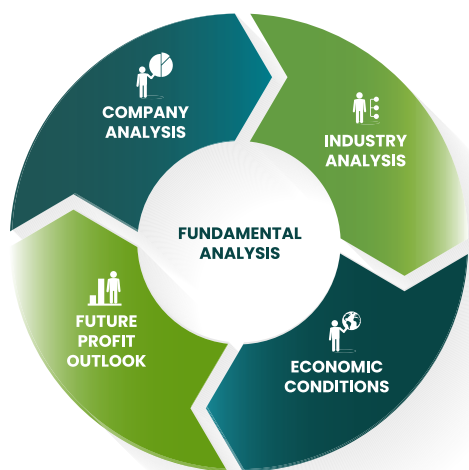 COMPANY
ANALYSIS
INDUSTRY
ANALYSIS
FUNDAMENTAL
ANALYSIS
FUTURE
PROFIT
OUTLOOK
ECONOMIC
CONDITIONS